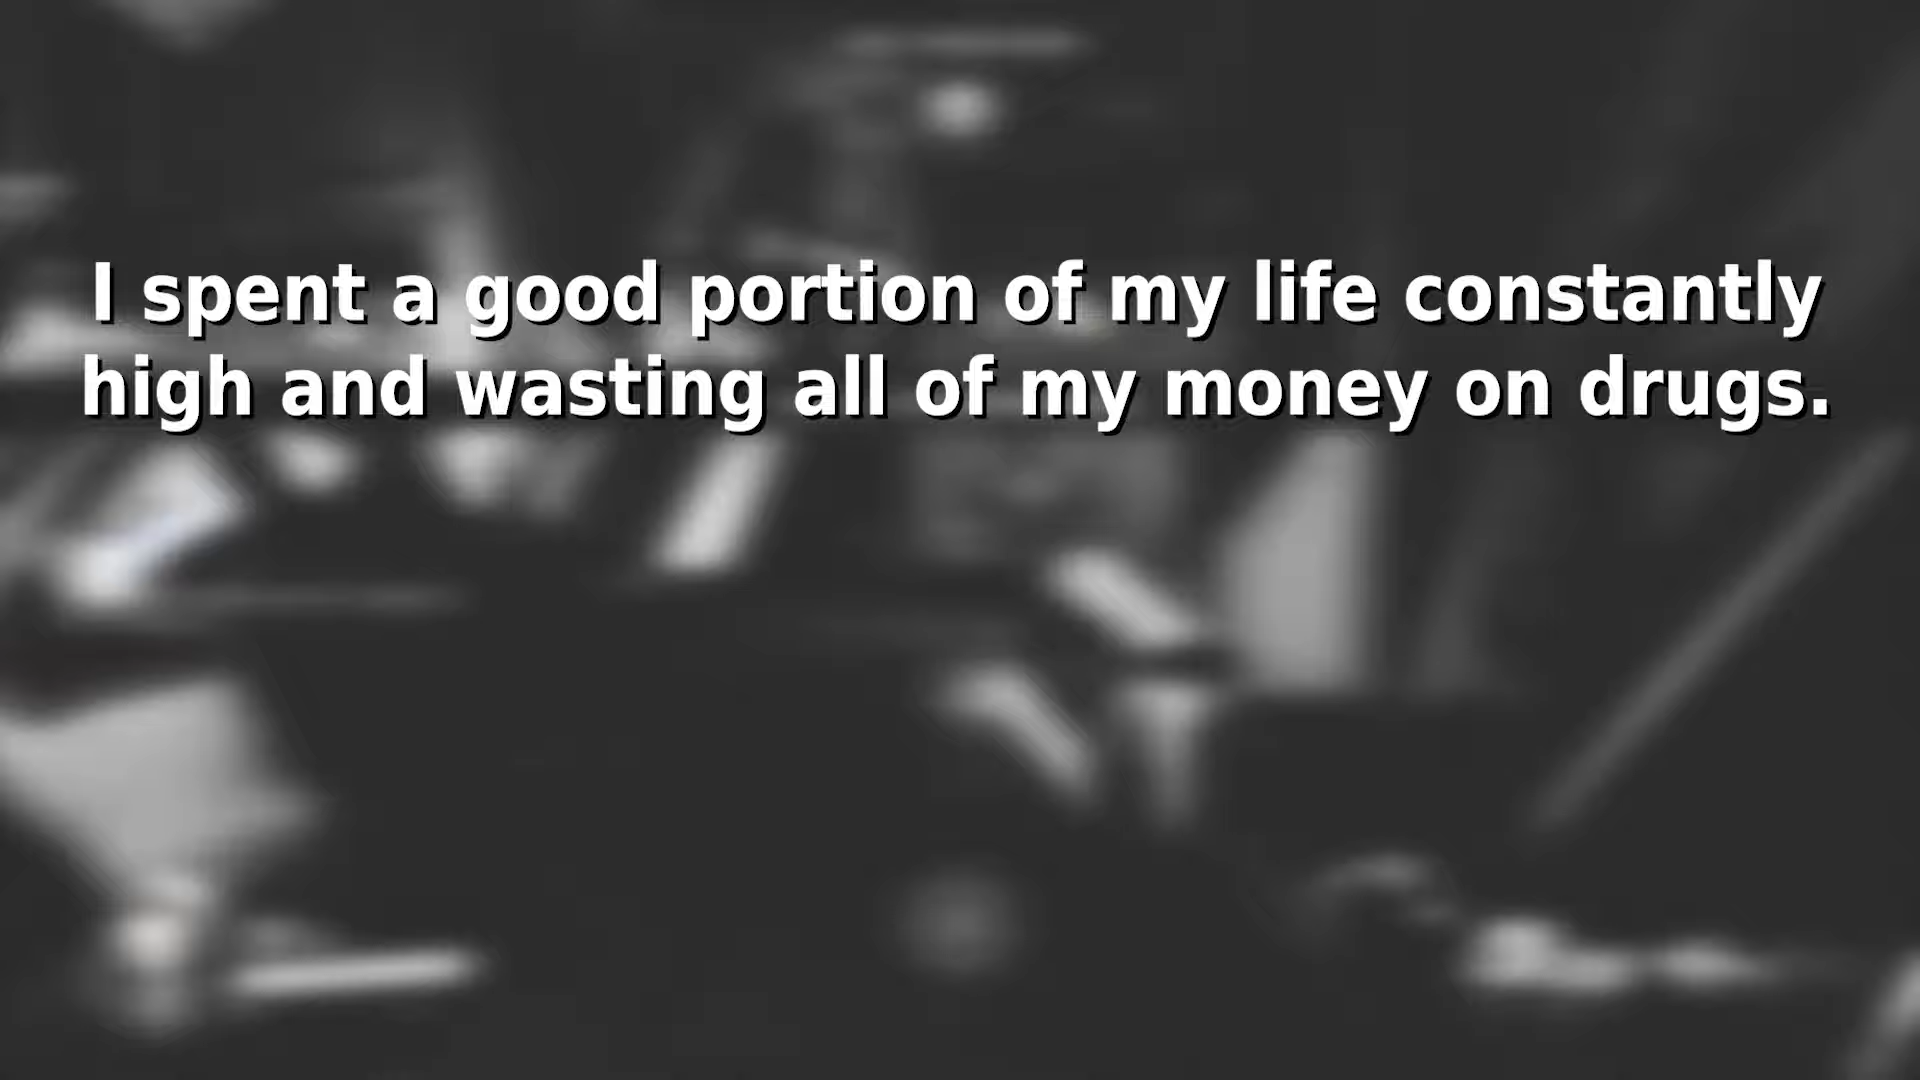 I spent a good portion of my life constantly
high and wasting all of my money on drugs.